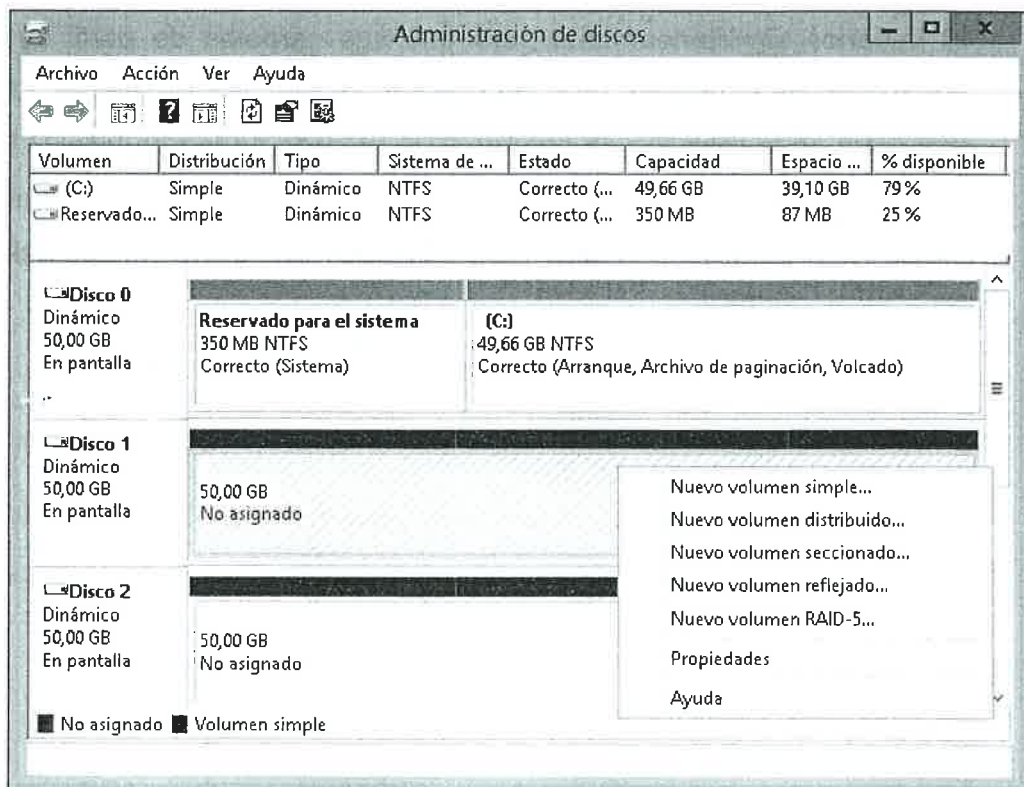 Administración de discos
Archivo Acción Ver Ayuda
Volumen Distribución Tipo Sistema de ... Estado Capacidad Espacio ... % disponible
(C:) Simple Dinámico NTFS Correcto (... 49,66 GB 39,10 GB 79 %
Reservado... Simple Dinámico NTFS Correcto (... 350 MB 87 MB 25 %
Disco 0
Dinámico
50,00 GB
En pantalla
Reservado para el sistema
350 MB NTFS
Correcto (Sistema)
(C:)
49,66 GB NTFS
Correcto (Arranque, Archivo de paginación, Volcado)
Disco 1
Dinámico
50,00 GB
En pantalla
50,00 GB
No asignado
Nuevo volumen simple...
Nuevo volumen distribuido...
Nuevo volumen seccionado...
Nuevo volumen reflejado...
Nuevo volumen RAID-5...
Propiedades
Ayuda
Disco 2
Dinámico
50,00 GB
En pantalla
50,00 GB
No asignado
No asignado Volumen simple